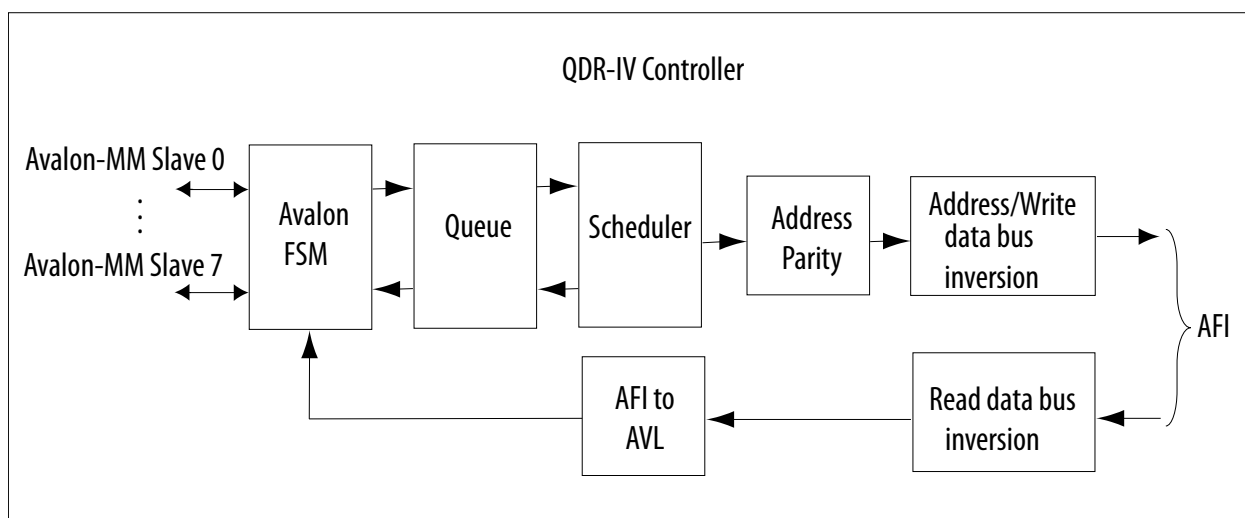 QDR-IV Controller
Avalon-MM Slave 0
Avalon-MM Slave 7
Avalon
FSM
Queue
Scheduler
Address
Parity
Address/Write
data bus
inversion
AFI
AFI to
AVL
Read data bus
inversion